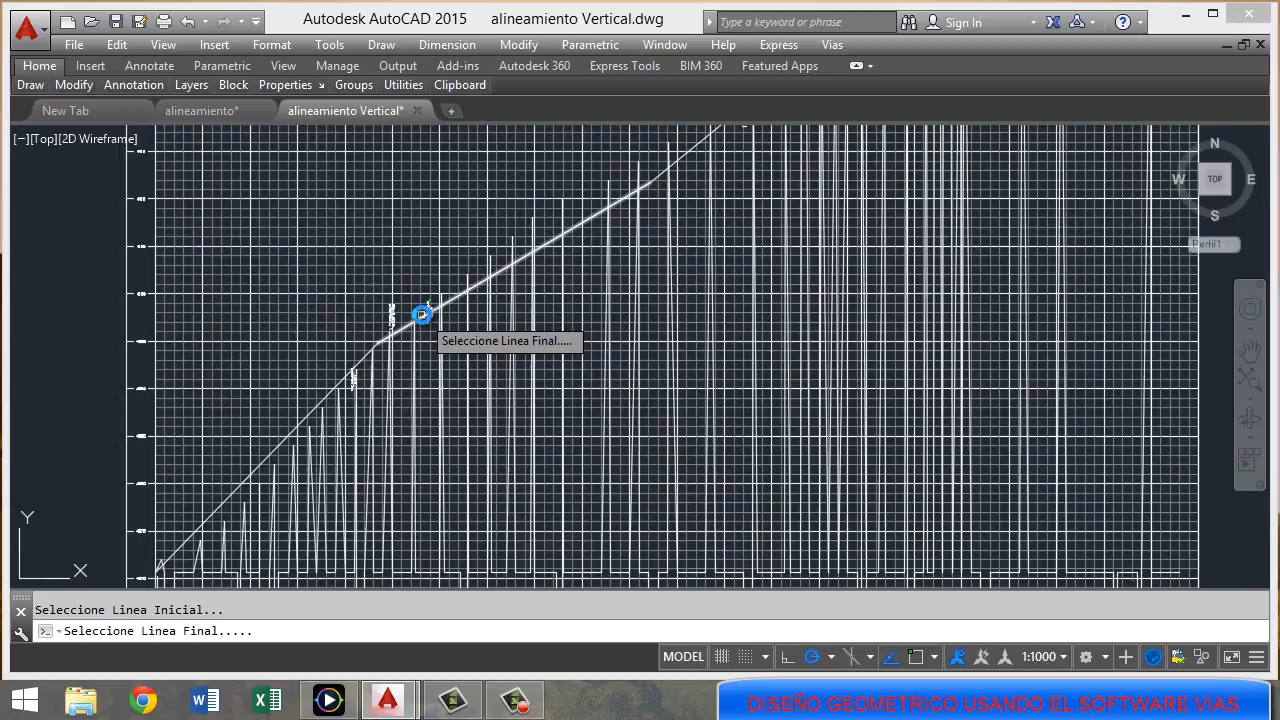 Autodesk AutoCAD 2015 alineamiento Vertical.dwg
Type a keyword or phrase
Sign In
File Edit View Insert Format Tools Draw Dimension Modify Parametric Window Help Express Vias
Home Insert Annotate Parametric View Manage Output Add-ins Autodesk 360 Express Tools BIM 360 Featured Apps
Draw Modify Annotation Layers Block Properties Groups Utilities Clipboard
New Tab alineamiento* alineamiento Vertical*
[−][Top][2D Wireframe]
N
W TOP E
S
Perfil1
Seleccione Linea Final.....
Y
X
Seleccione Linea Inicial...
Seleccione Linea Final.....
MODEL 1:1000
DISEÑO GEOMETRICO USANDO EL SOFTWARE VIAS